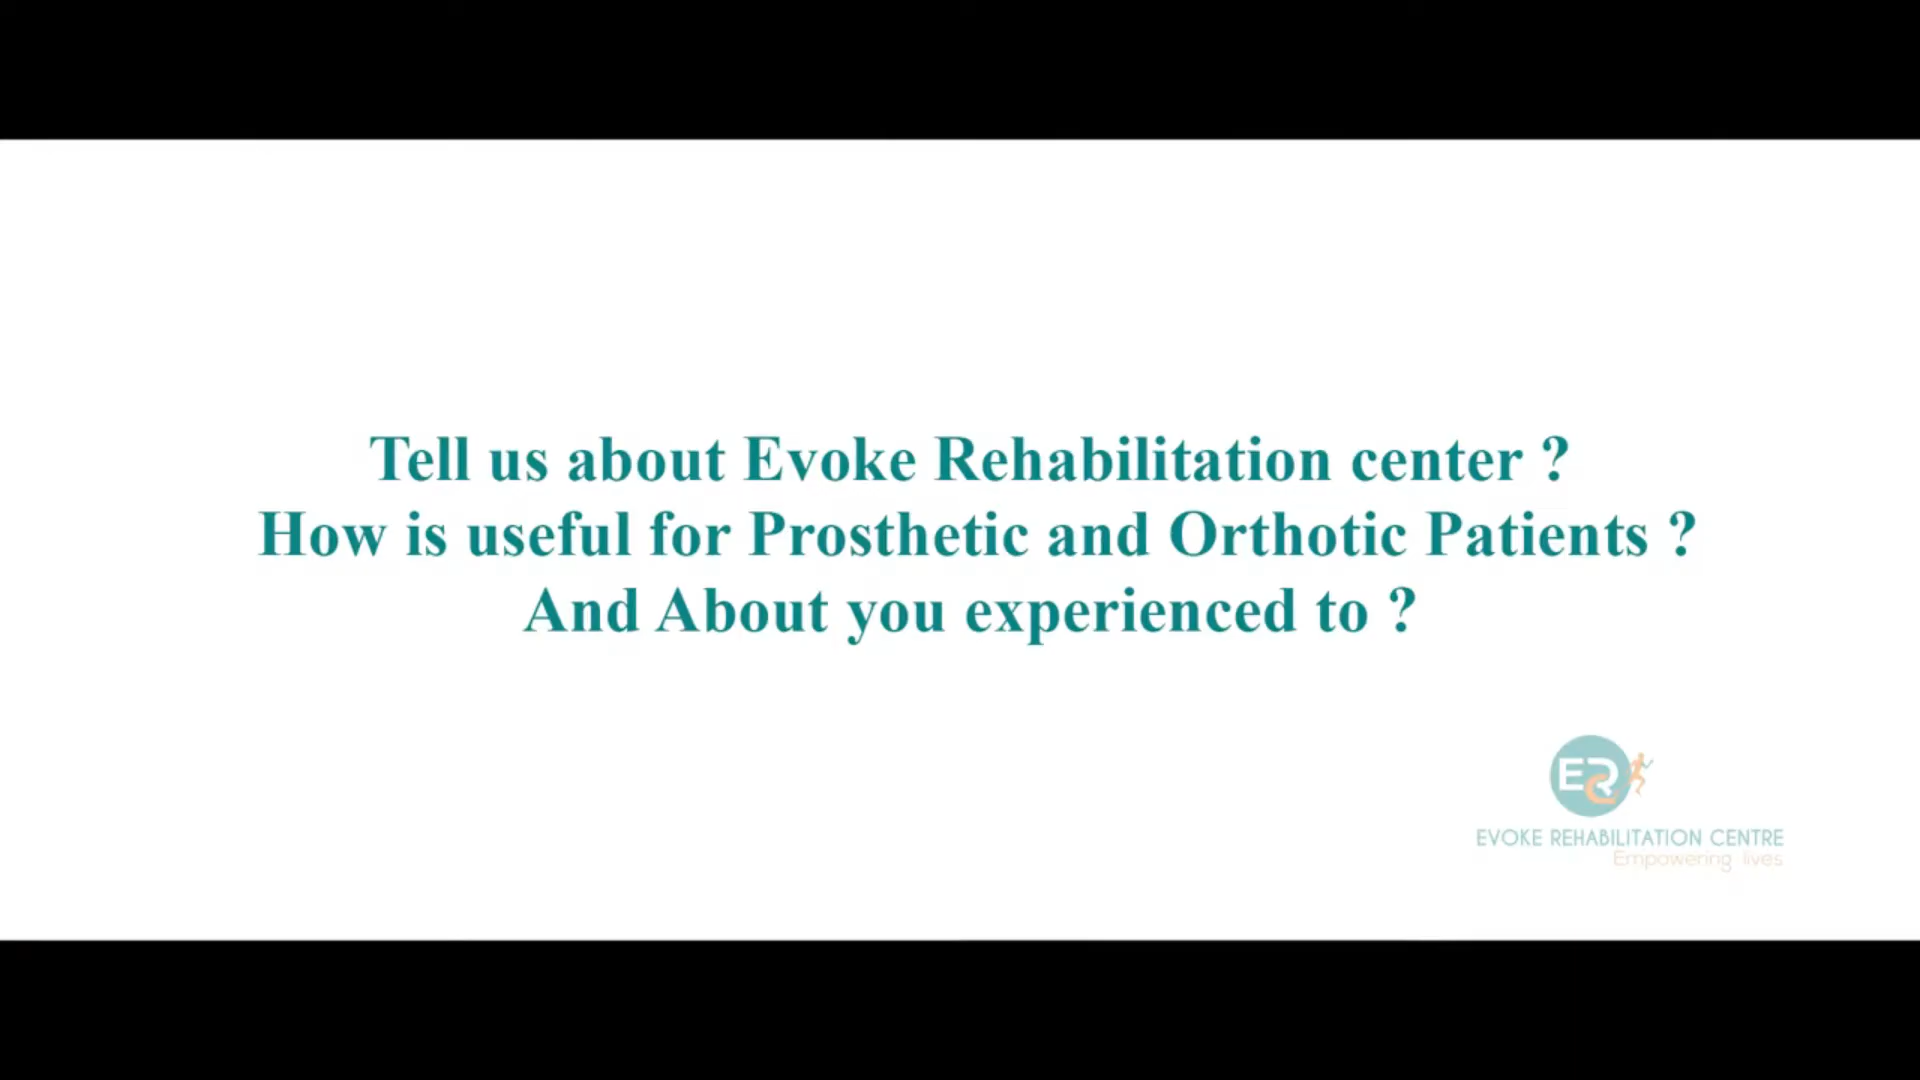 Tell us about Evoke Rehabilitation center ?
How is useful for Prosthetic and Orthotic Patients ?
And About you experienced to ?
ERC
EVOKE REHABILITATION CENTRE
Empowering lives